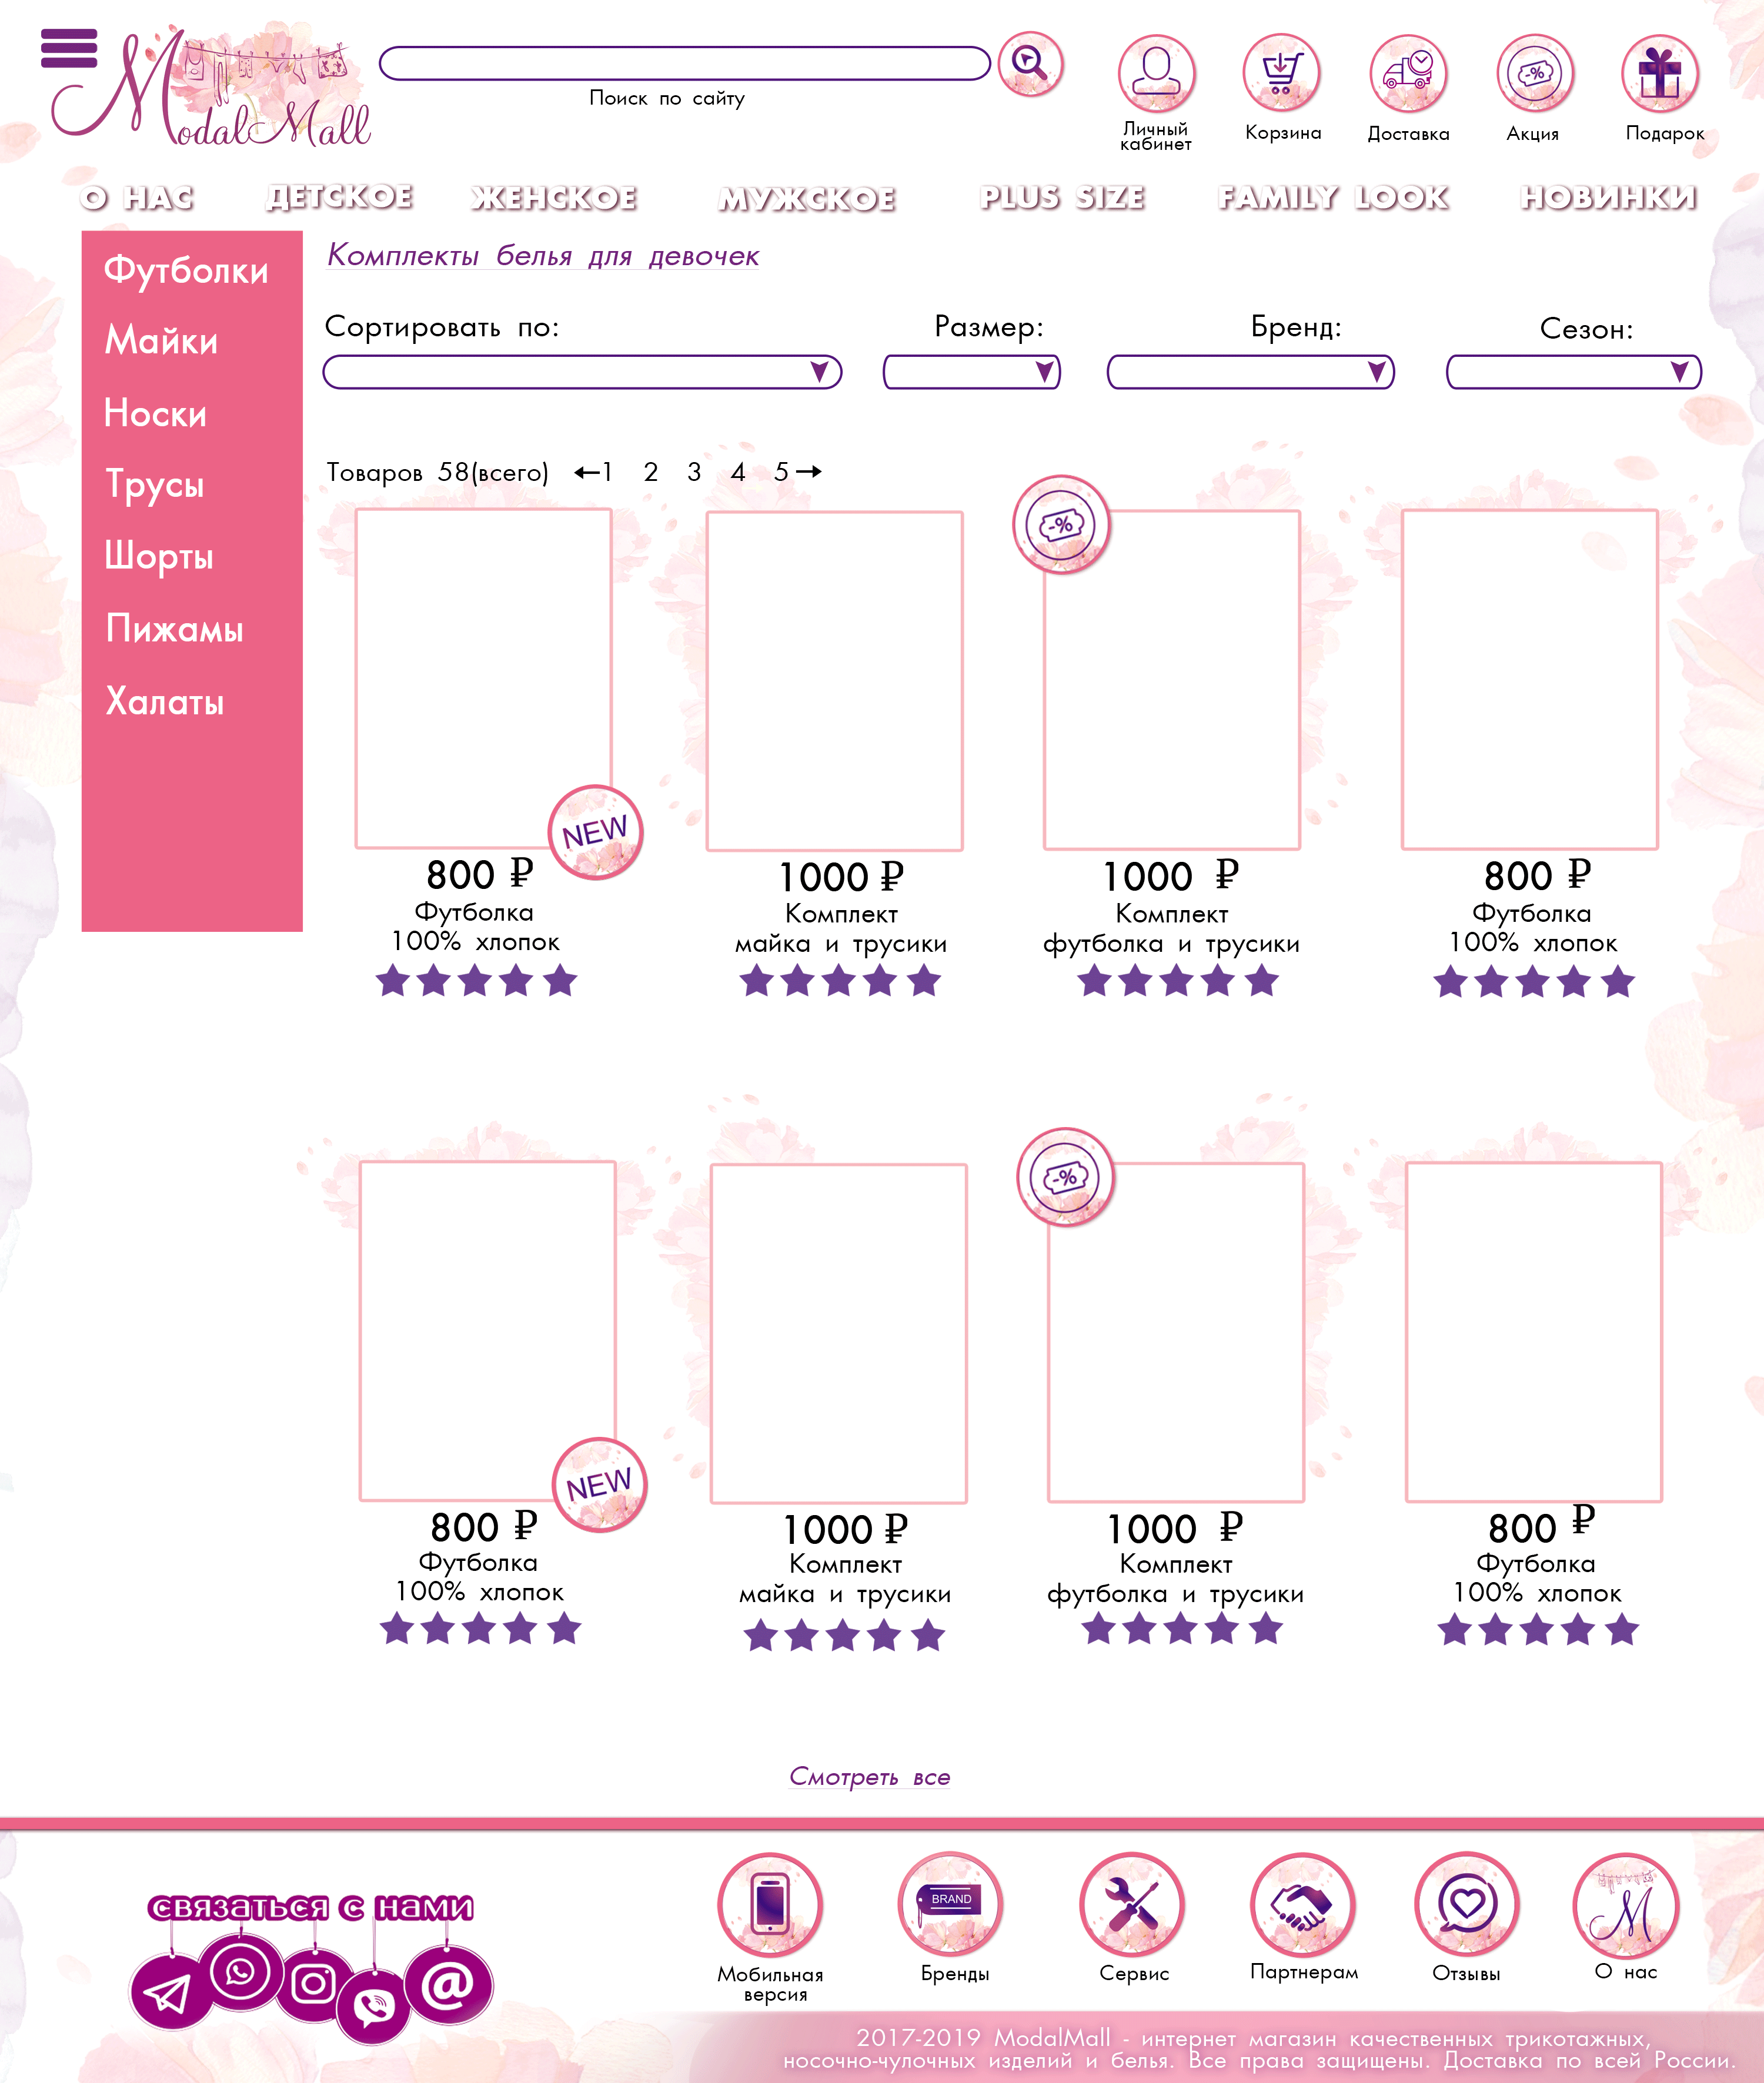 ModalMall
Поиск по сайту
Личный
кабинет
Корзина
Доставка
-%
Акция
Подарок
О НАС
ДЕТСКОЕ
ЖЕНСКОЕ
МУЖСКОЕ
PLUS SIZE
FAMILY LOOK
НОВИНКИ
Футболки
Майки
Носки
Трусы
Шорты
Пижамы
Халаты
Комплекты белья для девочек
Сортировать по:
Размер:
Бренд:
Сезон:
Товаров 58(всего) ←1 2 3 4 5→
NEW
800 ₽
Футболка
100% хлопок
1000 ₽
Комплект
майка и трусики
-%
1000 ₽
Комплект
футболка и трусики
800 ₽
Футболка
100% хлопок
NEW
800 ₽
Футболка
100% хлопок
1000 ₽
Комплект
майка и трусики
-%
1000 ₽
Комплект
футболка и трусики
800 ₽
Футболка
100% хлопок
Смотреть все
связаться с нами
@
Мобильная
версия
BRAND
Бренды
Сервис
Партнерам
Отзывы
М
О нас
2017-2019 ModalMall - интернет магазин качественных трикотажных,
носочно-чулочных изделий и белья. Все права защищены. Доставка по всей России.